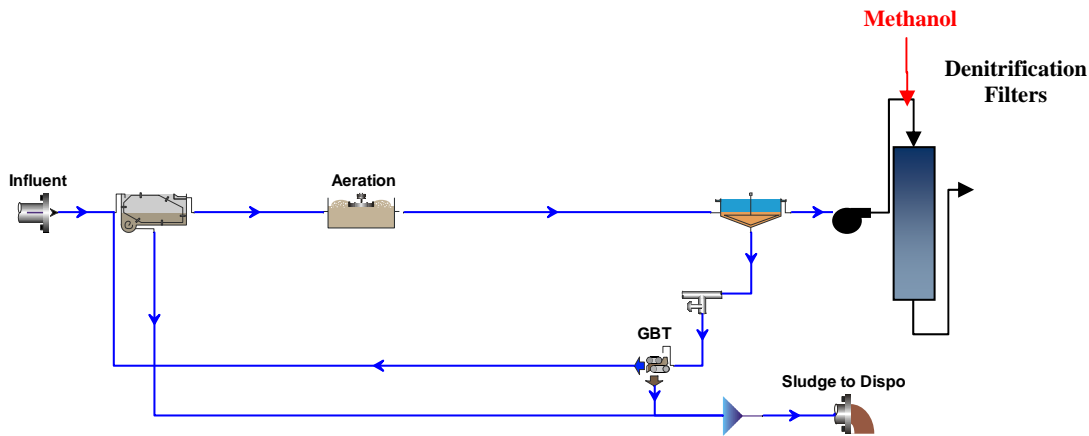 Methanol
Denitrification
Filters
Influent
Aeration
GBT
Sludge to Dispo